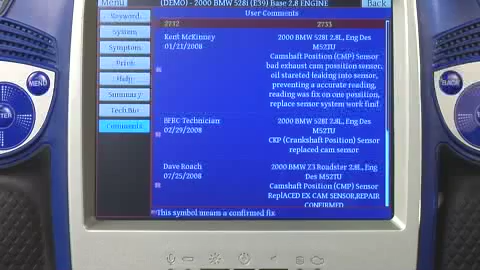 Menu
(DEMO) - 2000 BMW 528i (E39) Base 2.8 ENGINE
Back
User Comments
Keyword
System
Symptom
Print
Help
Summary
Tech.Bto
Comments
2732
2733
Kent McKinney
01/21/2008
2000 BMW 528I 2.8L, Eng Des
M52TU
Camshaft Position (CMP) Sensor
bad exhaust cam possition sensor.
oil stareted leaking into sensor,
preventing a accurate reading,
reading was fix on one possiiion,
replace sensor system work find
BFRC Technician
02/29/2008
2000 BMW 528I 2.8L, Eng Des
M52TU
CKP (Crankshaft Position) Sensor
replaced cam sensor
Dave Roach
07/25/2008
2000 BMW Z3 Roadster 2.8L, Eng
Des M52TU
Camshaft Position (CMP) Sensor
ReplACED EX CAM SENSOR,REPAIR
CONFIRMED
This symbol means a confirmed fix
MENU
BACK